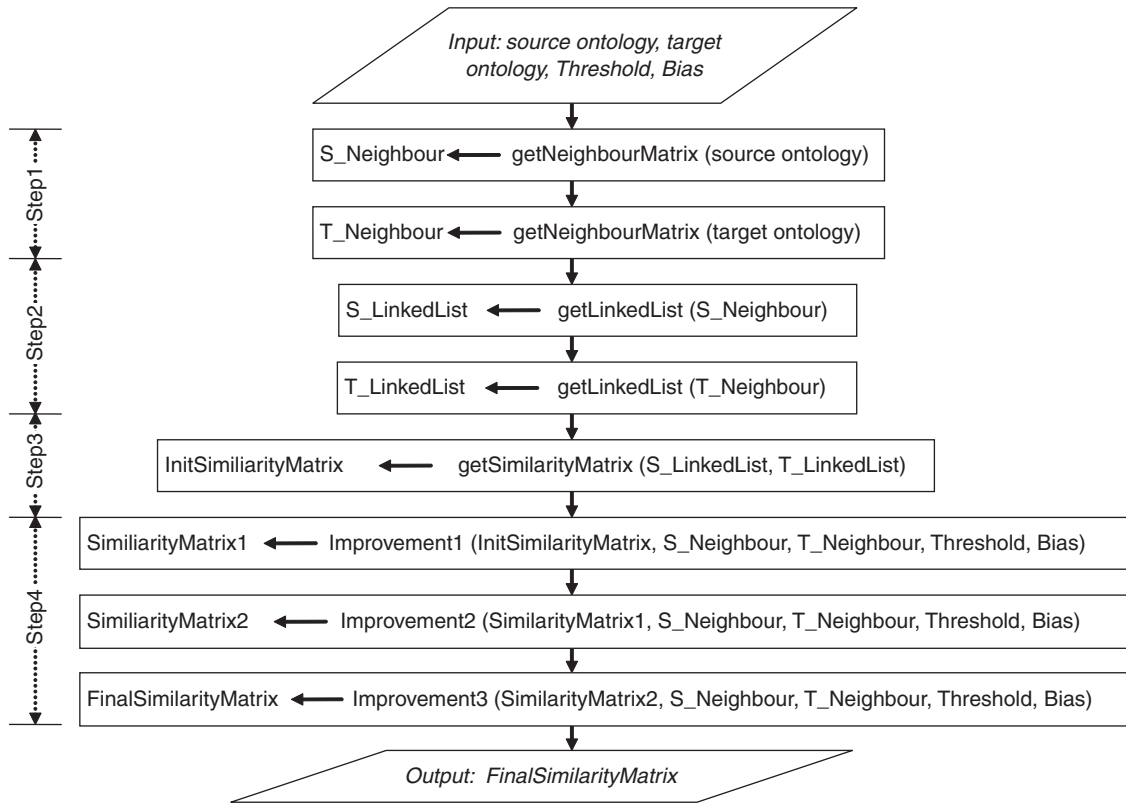 Input: source ontology, target
ontology, Threshold, Bias
Step1
S_Neighbour getNeighbourMatrix (source ontology)
T_Neighbour getNeighbourMatrix (target ontology)
Step2
S_LinkedList getLinkedList (S_Neighbour)
T_LinkedList getLinkedList (T_Neighbour)
Step3
InitSimiliarityMatrix getSimilarityMatrix (S_LinkedList, T_LinkedList)
Step4
SimiliarityMatrix1 Improvement1 (InitSimilarityMatrix, S_Neighbour, T_Neighbour, Threshold, Bias)
SimiliarityMatrix2 Improvement2 (SimilarityMatrix1, S_Neighbour, T_Neighbour, Threshold, Bias)
FinalSimilarityMatrix Improvement3 (SimilarityMatrix2, S_Neighbour, T_Neighbour, Threshold, Bias)
Output: FinalSimilarityMatrix